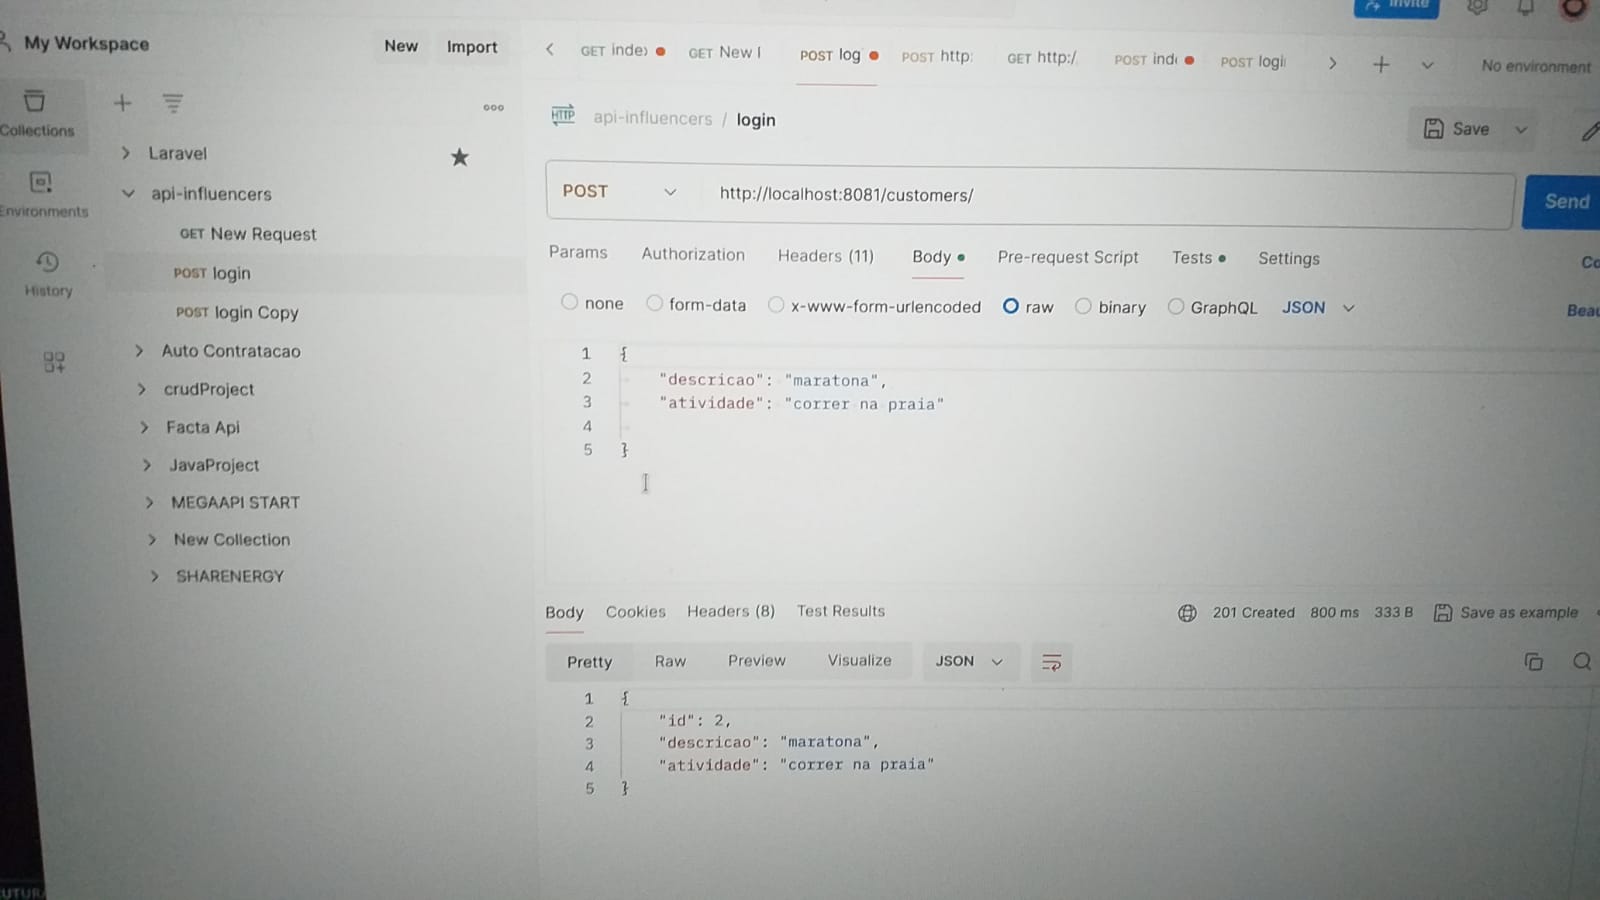 Invite
My Workspace
New
Import
GET
POST log
POST http:
GET http:/
POST
POST
No environment
Collections
HTTP
api-influencers / login
Save
Laravel
Environments
api-influencers
POST
http://localhost:8081/customers/
Send
GET New Request
Params
Authorization
Headers (11)
Body
Pre-request Script
Tests
Settings
POST login
History
none
form-data
x-www-form-urlencoded
raw
binary
GraphQL
JSON
POST login Copy
Auto Contratacao
crudProject
Facta Api
JavaProject
MEGAAPI START
New Collection
SHARENERGY
1 {
2 "descricao": "maratona",
3 "atividade": "correr na praia"
4
5 }
Body
Cookies
Headers (8)
Test Results
201 Created
800 ms
333 B
Save as example
Pretty
Raw
Preview
Visualize
JSON
1 {
2 "id": 2,
3 "descricao": "maratona",
4 "atividade": "correr na praia"
5 }